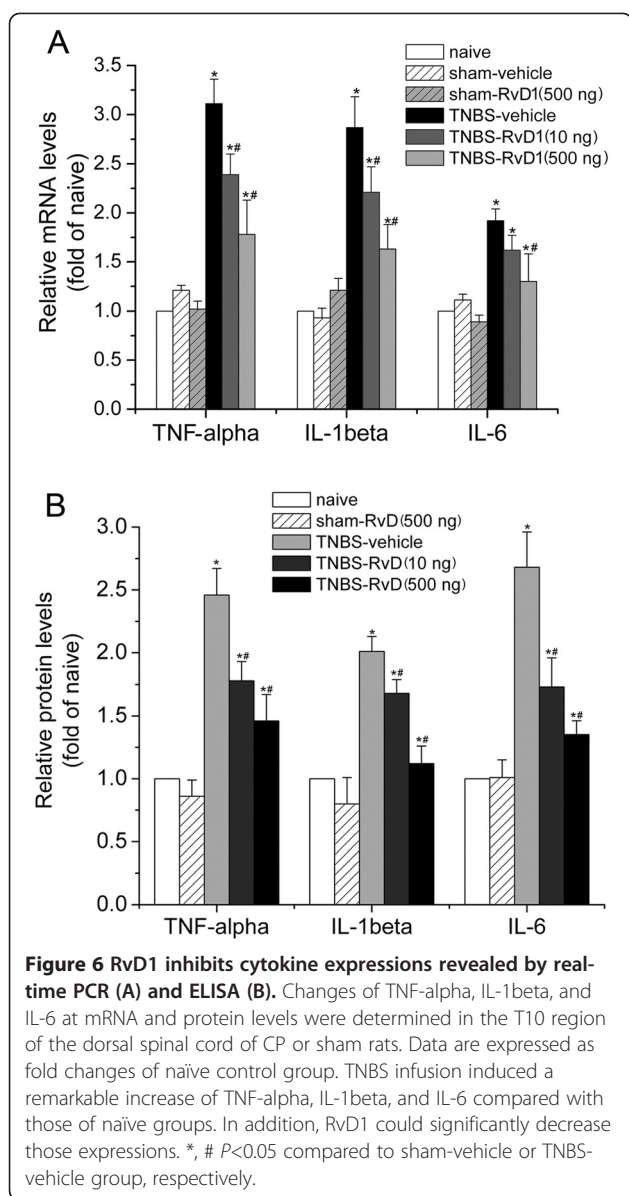 A
naive
sham-vehicle
sham-RvD1(500 ng)
TNBS-vehicle
TNBS-RvD1(10 ng)
TNBS-RvD1(500 ng)
Relative mRNA levels
(fold of naive)
3.5
3.0
2.5
2.0
1.5
1.0
0.5
0.0
* *# *#
* *# *#
* * *#
TNF-alpha IL-1beta IL-6
B
naive
sham-RvD(500 ng)
TNBS-vehicle
TNBS-RvD(10 ng)
TNBS-RvD(500 ng)
Relative protein levels
(fold of naive)
3.0
2.5
2.0
1.5
1.0
0.5
0.0
* *# *#
* *# *#
* *# *#
TNF-alpha IL-1beta IL-6
Figure 6 RvD1 inhibits cytokine expressions revealed by real-
time PCR (A) and ELISA (B). Changes of TNF-alpha, IL-1beta, and
IL-6 at mRNA and protein levels were determined in the T10 region
of the dorsal spinal cord of CP or sham rats. Data are expressed as
fold changes of naïve control group. TNBS infusion induced a
remarkable increase of TNF-alpha, IL-1beta, and IL-6 compared with
those of naïve groups. In addition, RvD1 could significantly decrease
those expressions. *, # P<0.05 compared to sham-vehicle or TNBS-
vehicle group, respectively.